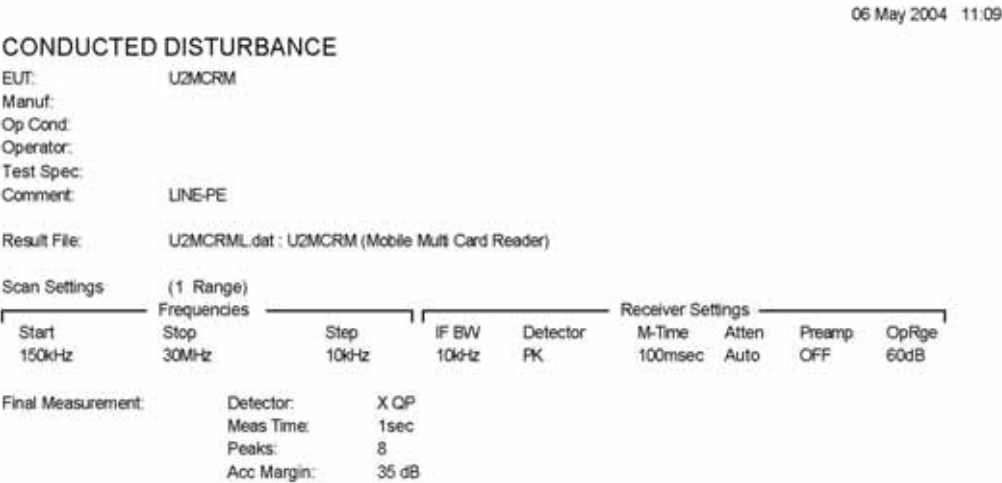 06 May 2004 11:09
CONDUCTED DISTURBANCE
EUT: U2MCRM
Manuf:
Op Cond:
Operator:
Test Spec:
Comment: LINE-PE
Result File: U2MCRML.dat : U2MCRM (Mobile Multi Card Reader)
Scan Settings (1 Range)
Frequencies Receiver Settings
Start Stop Step IF BW Detector M-Time Atten Preamp OpRge
150kHz 30MHz 10kHz 10kHz PK 100msec Auto OFF 60dB
Final Measurement: Detector: X QP
Meas Time: 1sec
Peaks: 8
Acc Margin: 35 dB